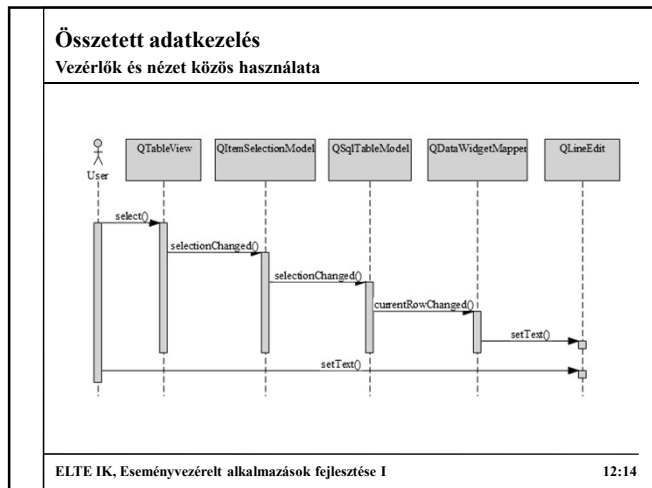 Összetett adatkezelés
Vezérlők és nézet közös használata
QTableView QItemSelectionModel QSqlTableModel QDataWidgetMapper QLineEdit
User
select()
selectionChanged()
selectionChanged()
currentRowChanged()
setText()
setText()
ELTE IK, Eseményvezérelt alkalmazások fejlesztése I 12:14